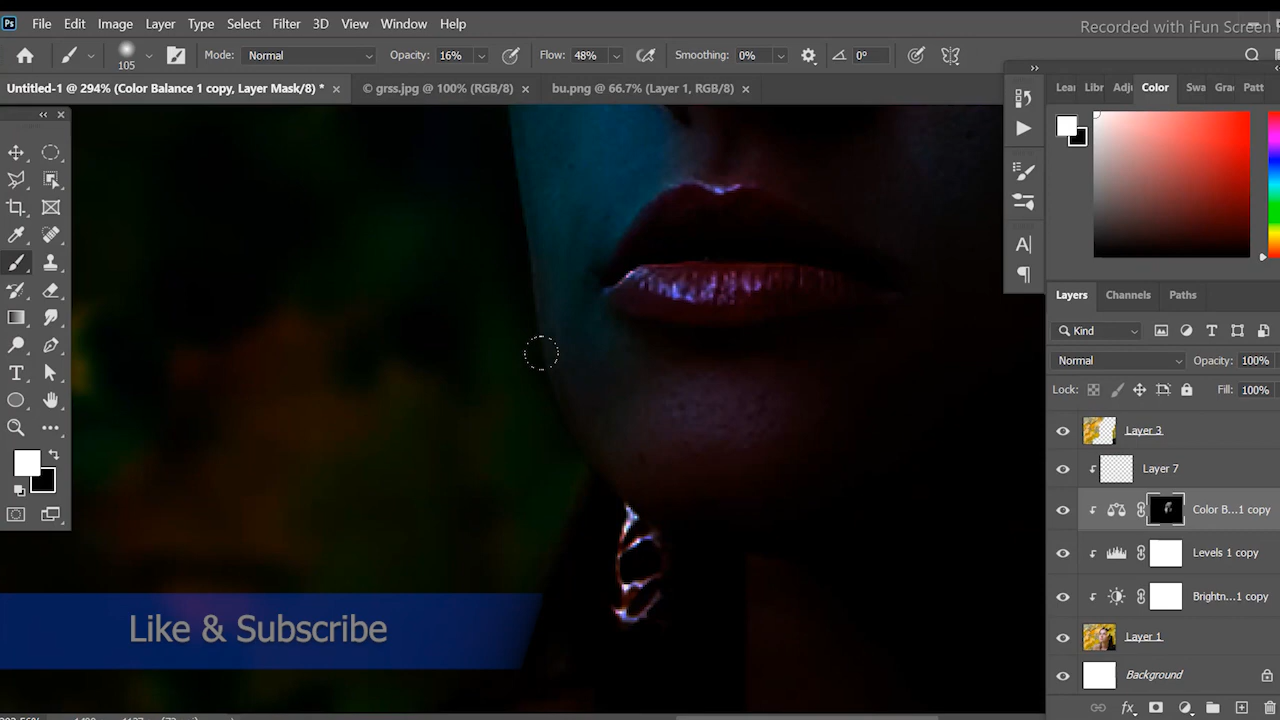 Ps File Edit Image Layer Type Select Filter 3D View Window Help
Recorded with iFun Screen
105 Mode: Normal Opacity: 16% Flow: 48% Smoothing: 0% 0°
Untitled-1 @ 294% (Color Balance 1 copy, Layer Mask/8) * × © grss.jpg @ 100% (RGB/8) × bu.png @ 66.7% (Layer 1, RGB/8) ×
Lear Libr Adj Color Swa Gra Patt
Layers Channels Paths
Kind
Normal Opacity: 100%
Lock: Fill: 100%
Layer 3
Layer 7
Color B...1 copy
Levels 1 copy
Brightn...1 copy
Layer 1
Background
Like & Subscribe